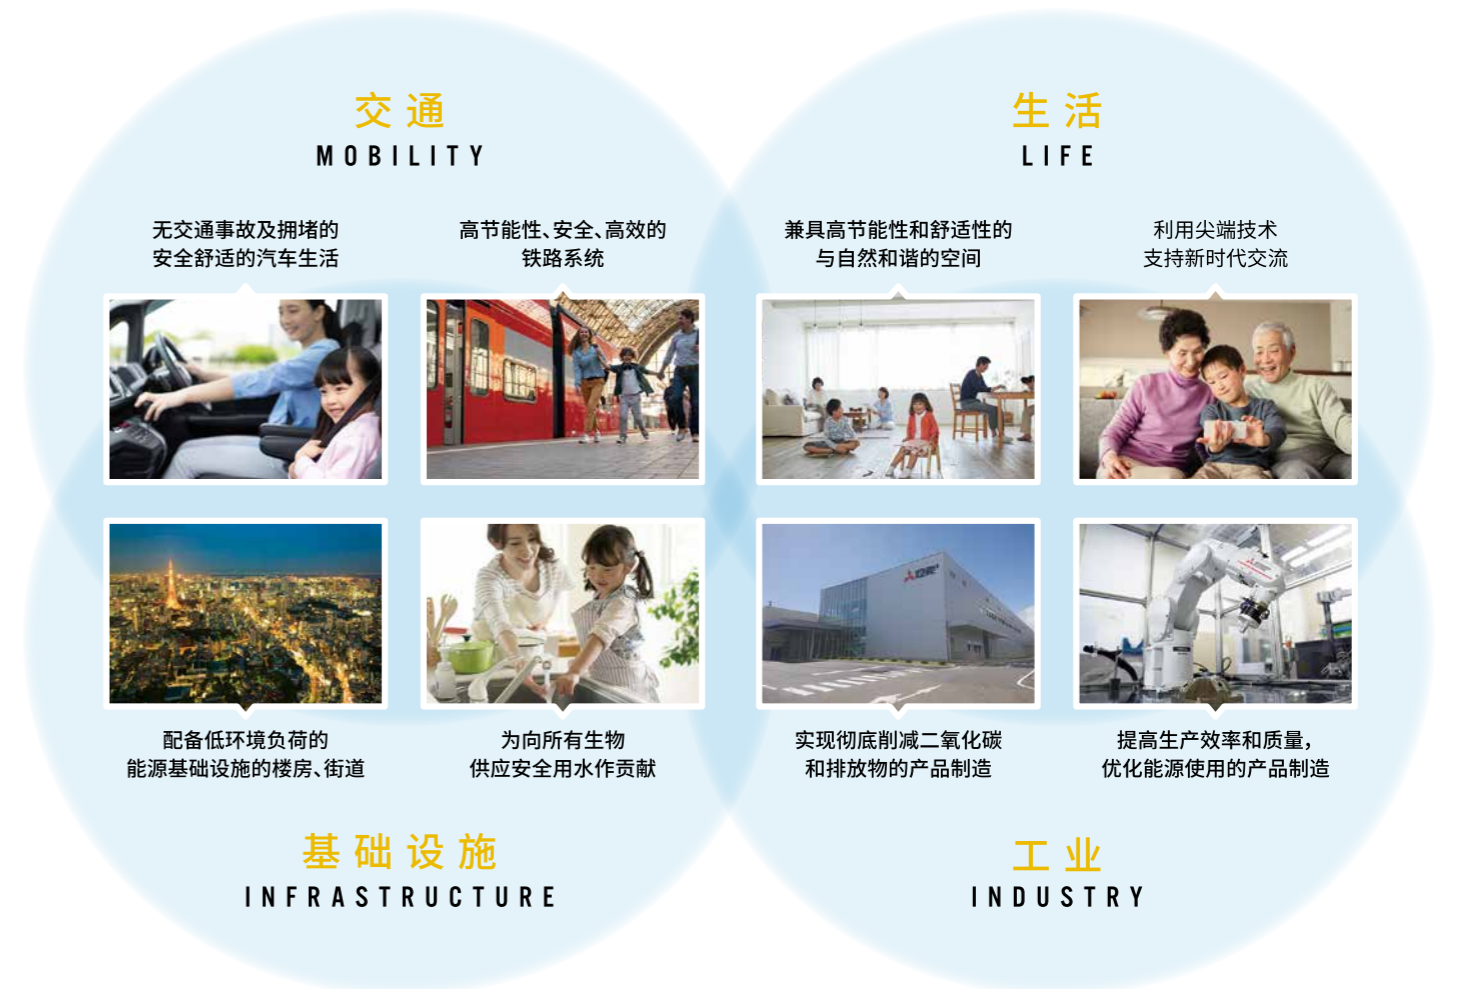 交通
MOBILITY
无交通事故及拥堵的
安全舒适的汽车生活
高节能性、安全、高效的
铁路系统
生活
LIFE
兼具高节能性和舒适性的
与自然和谐的空间
利用尖端技术
支持新时代交流
配备低环境负荷的
能源基础设施的楼房、街道
为向所有生物
供应安全用水作贡献
基础设施
INFRASTRUCTURE
实现彻底削减二氧化碳
和排放物的产品制造
提高生产效率和质量，
优化能源使用的产品制造
工业
INDUSTRY